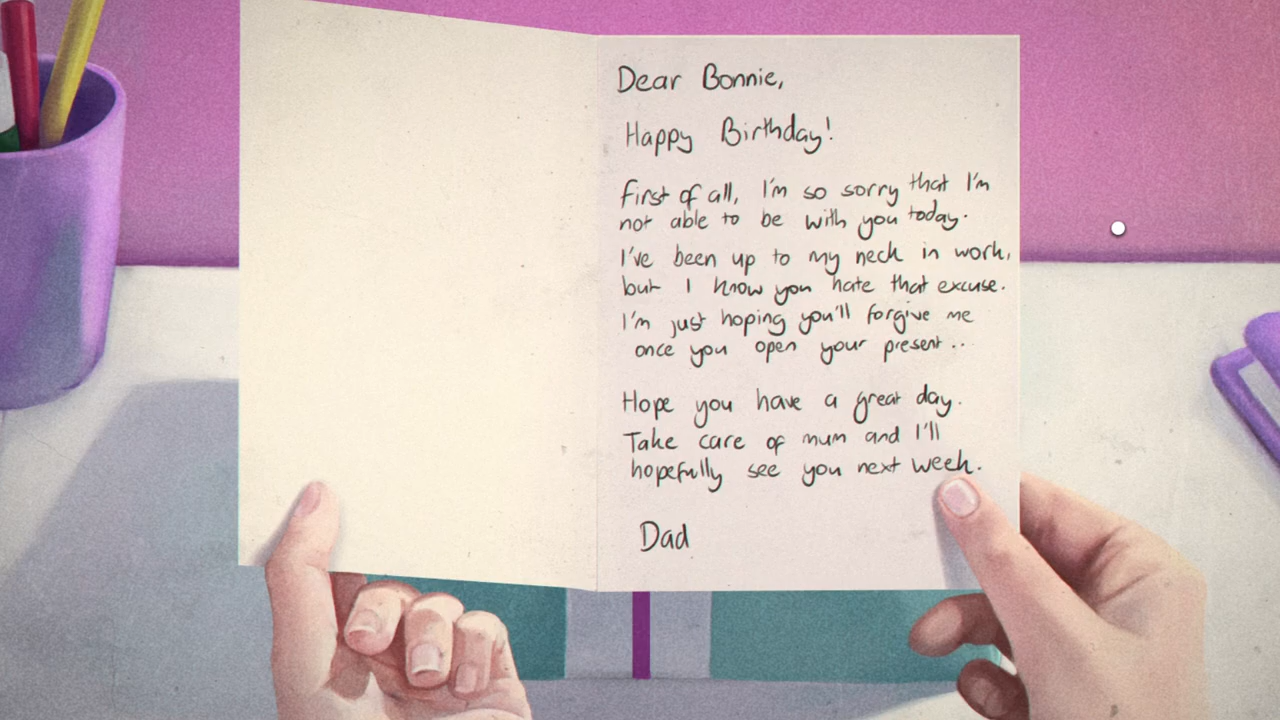 Dear Bonnie,
Happy Birthday!
First of all, I'm so sorry that I'm
not able to be with you today.
I've been up to my neck in work,
but I know you hate that excuse.
I'm just hoping you'll forgive me
once you open your present..
Hope you have a great day.
Take care of mum and I'll
hopefully see you next week.
Dad